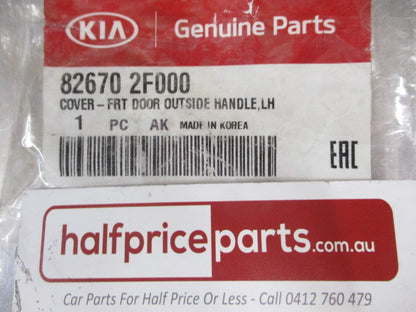 KIA Genuine Parts
82670 2F000
COVER-FRT DOOR OUTSIDE HANDLE,LH
1 PC AK MADE IN KOREA
EAC
halfpriceparts.com.au
Car Parts For Half Price Or Less - Call 0412 760 479